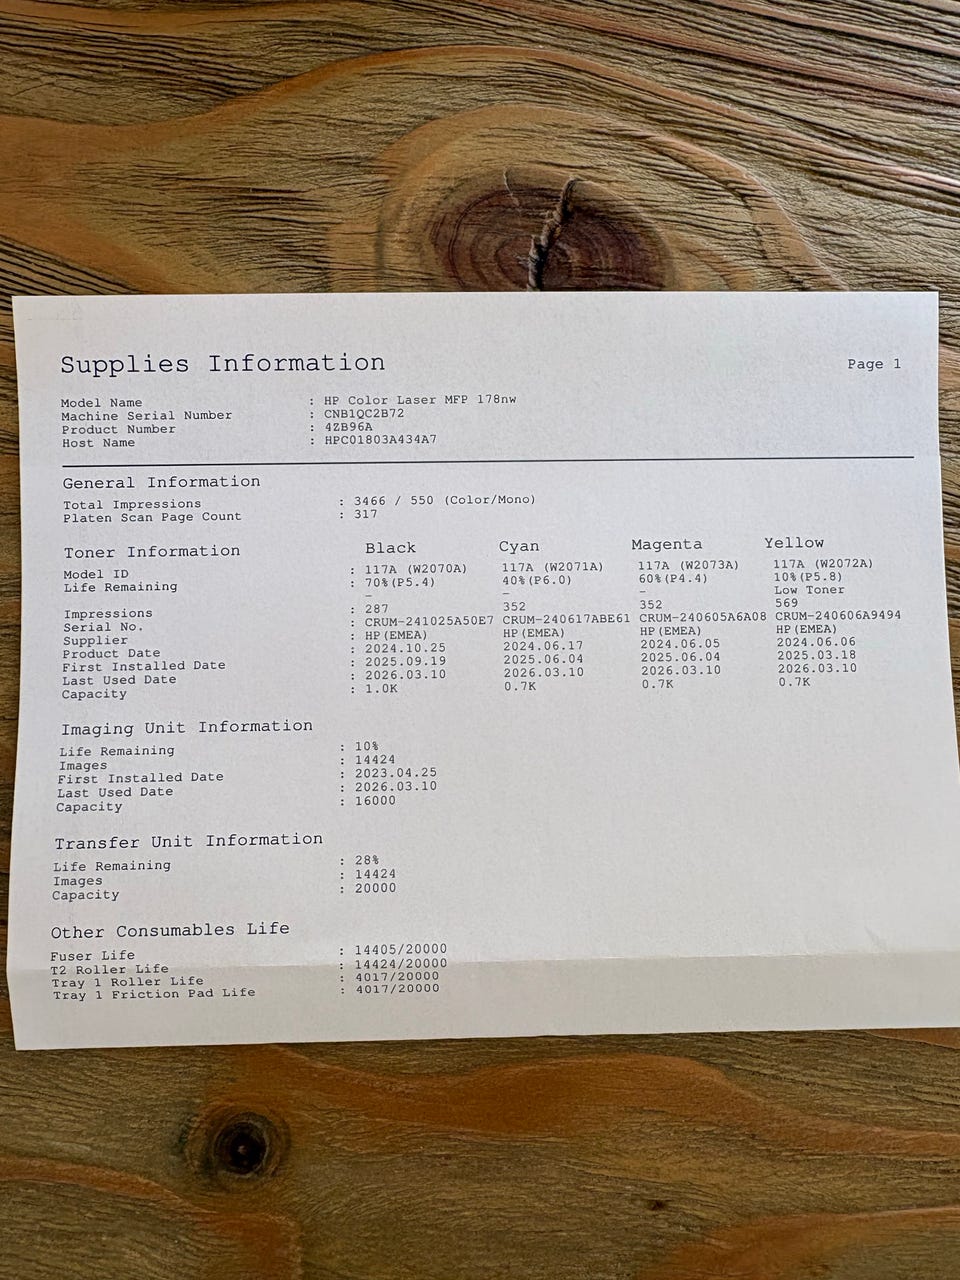 Supplies Information Page 1
Model Name : HP Color Laser MFP 178nw
Machine Serial Number : CNB1QC2B72
Product Number : 4ZB96A
Host Name : HPC01803A434A7
General Information
Total Impressions : 3466 / 550 (Color/Mono)
Platen Scan Page Count : 317
Toner Information Black Cyan Magenta Yellow
Model ID : 117A (W2070A) 117A (W2071A) 117A (W2073A) 117A (W2072A)
Life Remaining : 70%(P5.4) 40%(P6.0) 60%(P4.4) 10%(P5.8)
– – – Low Toner
Impressions : 287 352 352 569
Serial No. : CRUM-241025A50E7 CRUM-240617ABE61 CRUM-240605A6A08 CRUM-240606A9494
Supplier : HP(EMEA) HP(EMEA) HP(EMEA) HP(EMEA)
Product Date : 2024.10.25 2024.06.17 2024.06.05 2024.06.06
First Installed Date : 2025.09.19 2025.06.04 2025.06.04 2025.03.18
Last Used Date : 2026.03.10 2026.03.10 2026.03.10 2026.03.10
Capacity : 1.0K 0.7K 0.7K 0.7K
Imaging Unit Information
Life Remaining : 10%
Images : 14424
First Installed Date : 2023.04.25
Last Used Date : 2026.03.10
Capacity : 16000
Transfer Unit Information
Life Remaining : 28%
Images : 14424
Capacity : 20000
Other Consumables Life
Fuser Life : 14405/20000
T2 Roller Life : 14424/20000
Tray 1 Roller Life : 4017/20000
Tray 1 Friction Pad Life : 4017/20000